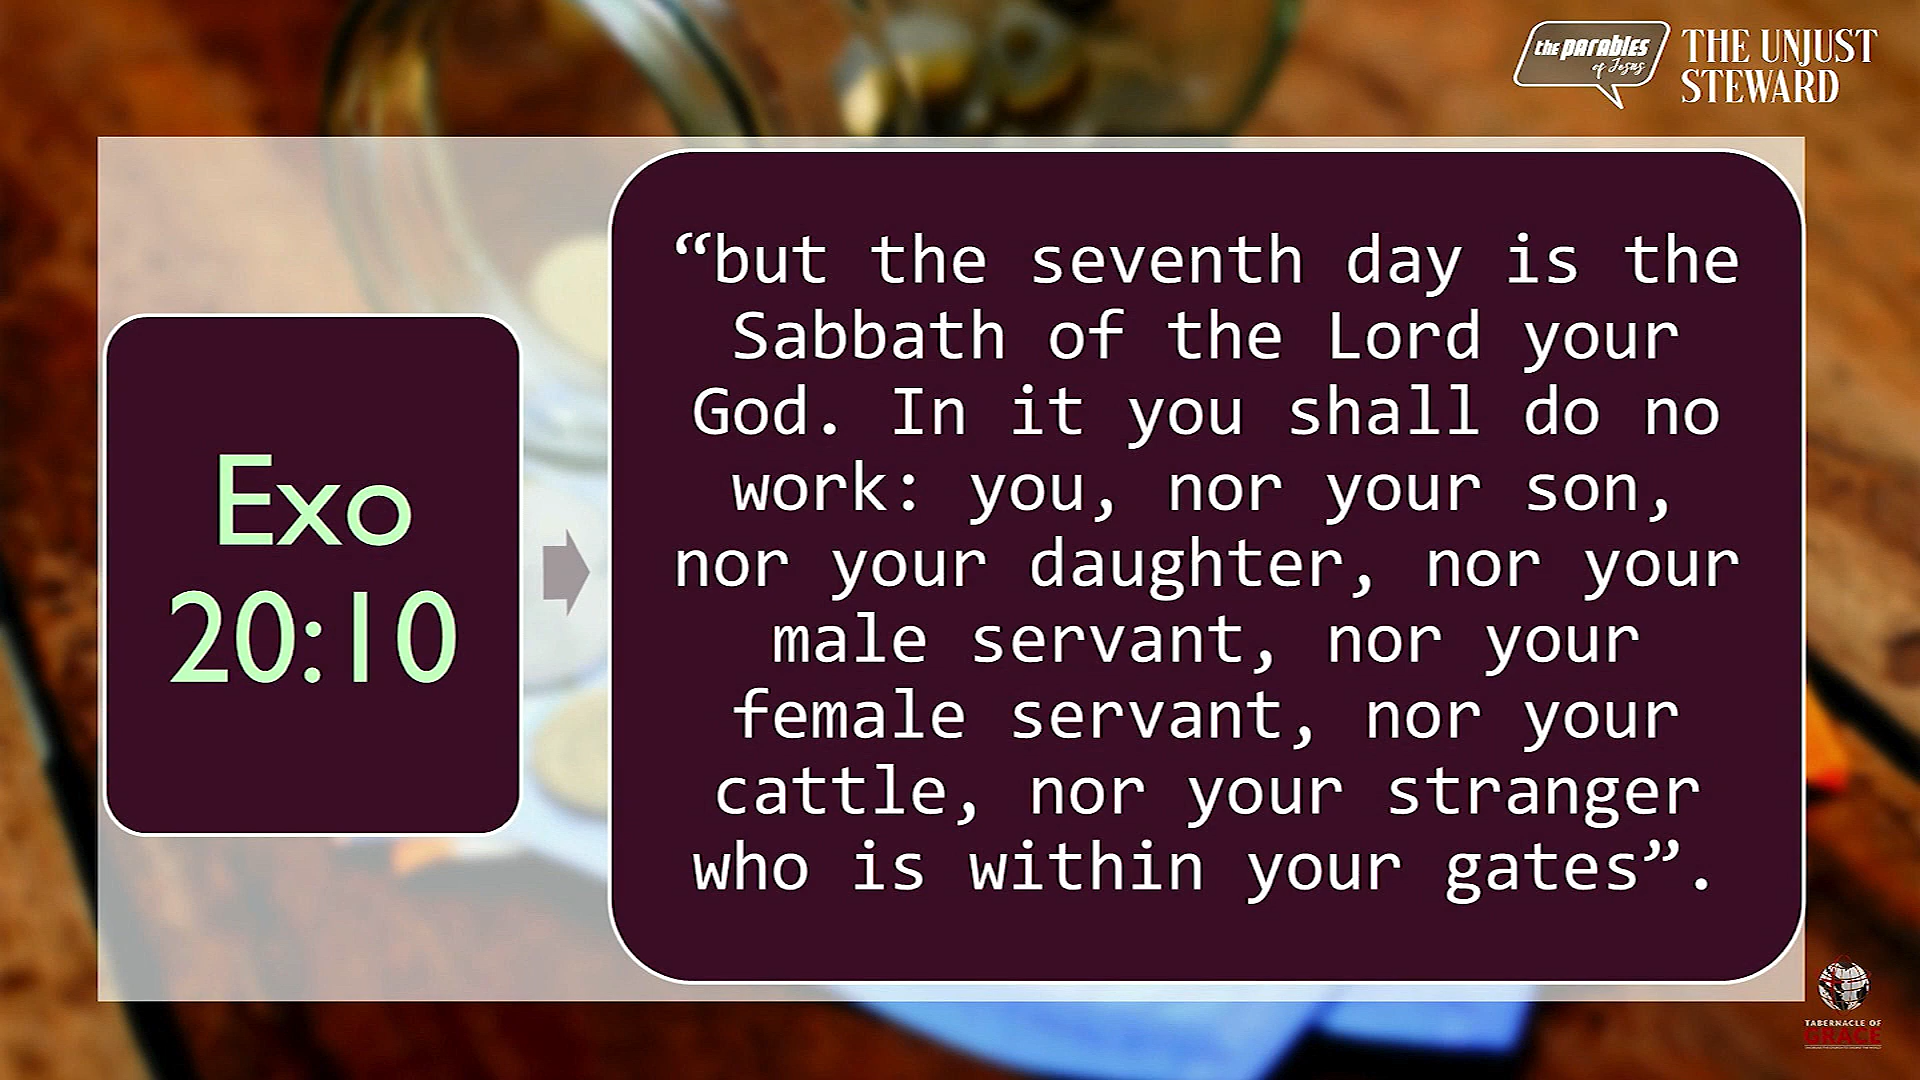 the parables
of Jesus
THE UNJUST
STEWARD
Exo
20:10
“but the seventh day is the
Sabbath of the Lord your
God. In it you shall do no
work: you, nor your son,
nor your daughter, nor your
male servant, nor your
female servant, nor your
cattle, nor your stranger
who is within your gates”.
TABERNACLE OF
GRACE